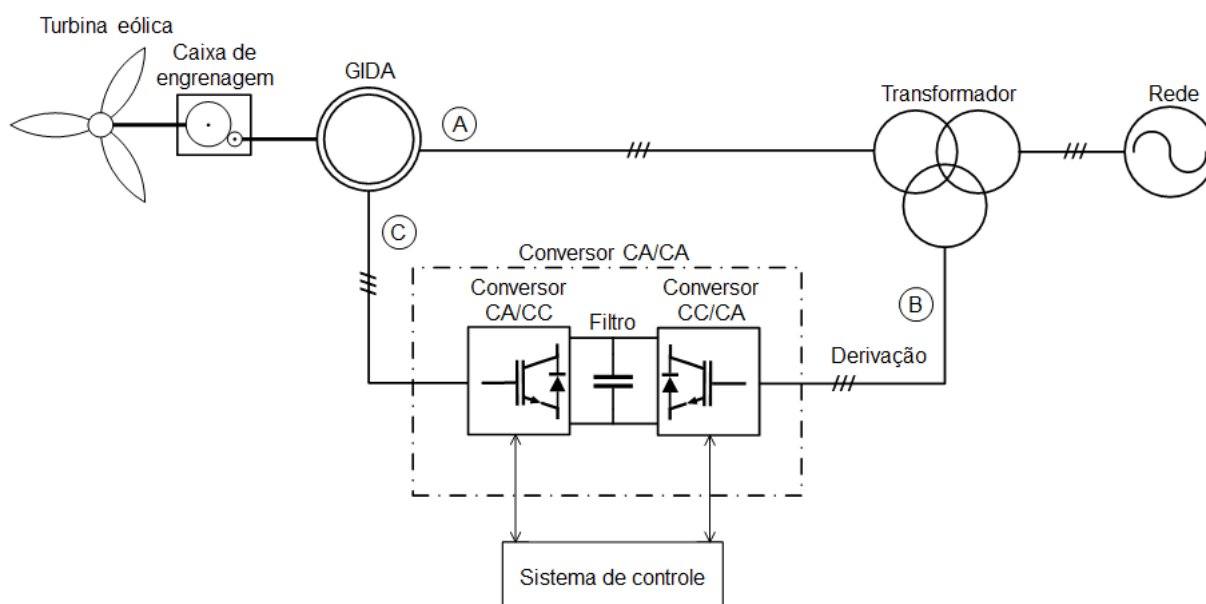 Turbina eólica
Caixa de
engrenagem
GIDA
A
Transformador
Rede
C
Conversor CA/CA
Conversor
CA/CC
Filtro
Conversor
CC/CA
B
Derivação
Sistema de controle